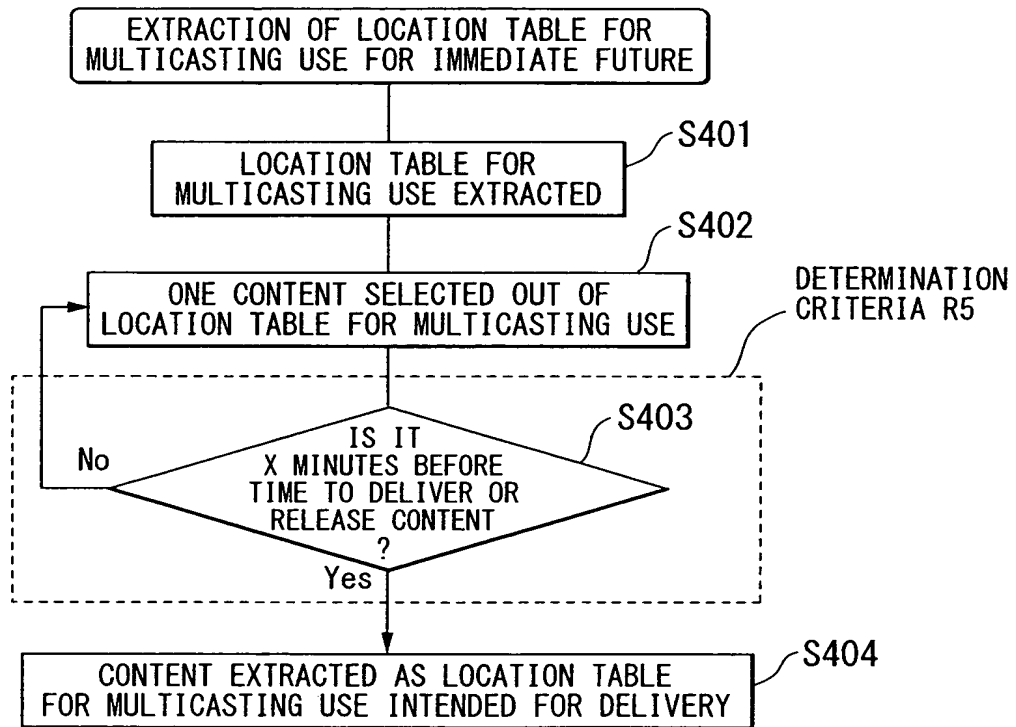 EXTRACTION OF LOCATION TABLE FOR
MULTICASTING USE FOR IMMEDIATE FUTURE
S401
LOCATION TABLE FOR
MULTICASTING USE EXTRACTED
S402
ONE CONTENT SELECTED OUT OF
LOCATION TABLE FOR MULTICASTING USE
DETERMINATION
CRITERIA R5
S403
No
IS IT
X MINUTES BEFORE
TIME TO DELIVER OR
RELEASE CONTENT
?
Yes
S404
CONTENT EXTRACTED AS LOCATION TABLE
FOR MULTICASTING USE INTENDED FOR DELIVERY